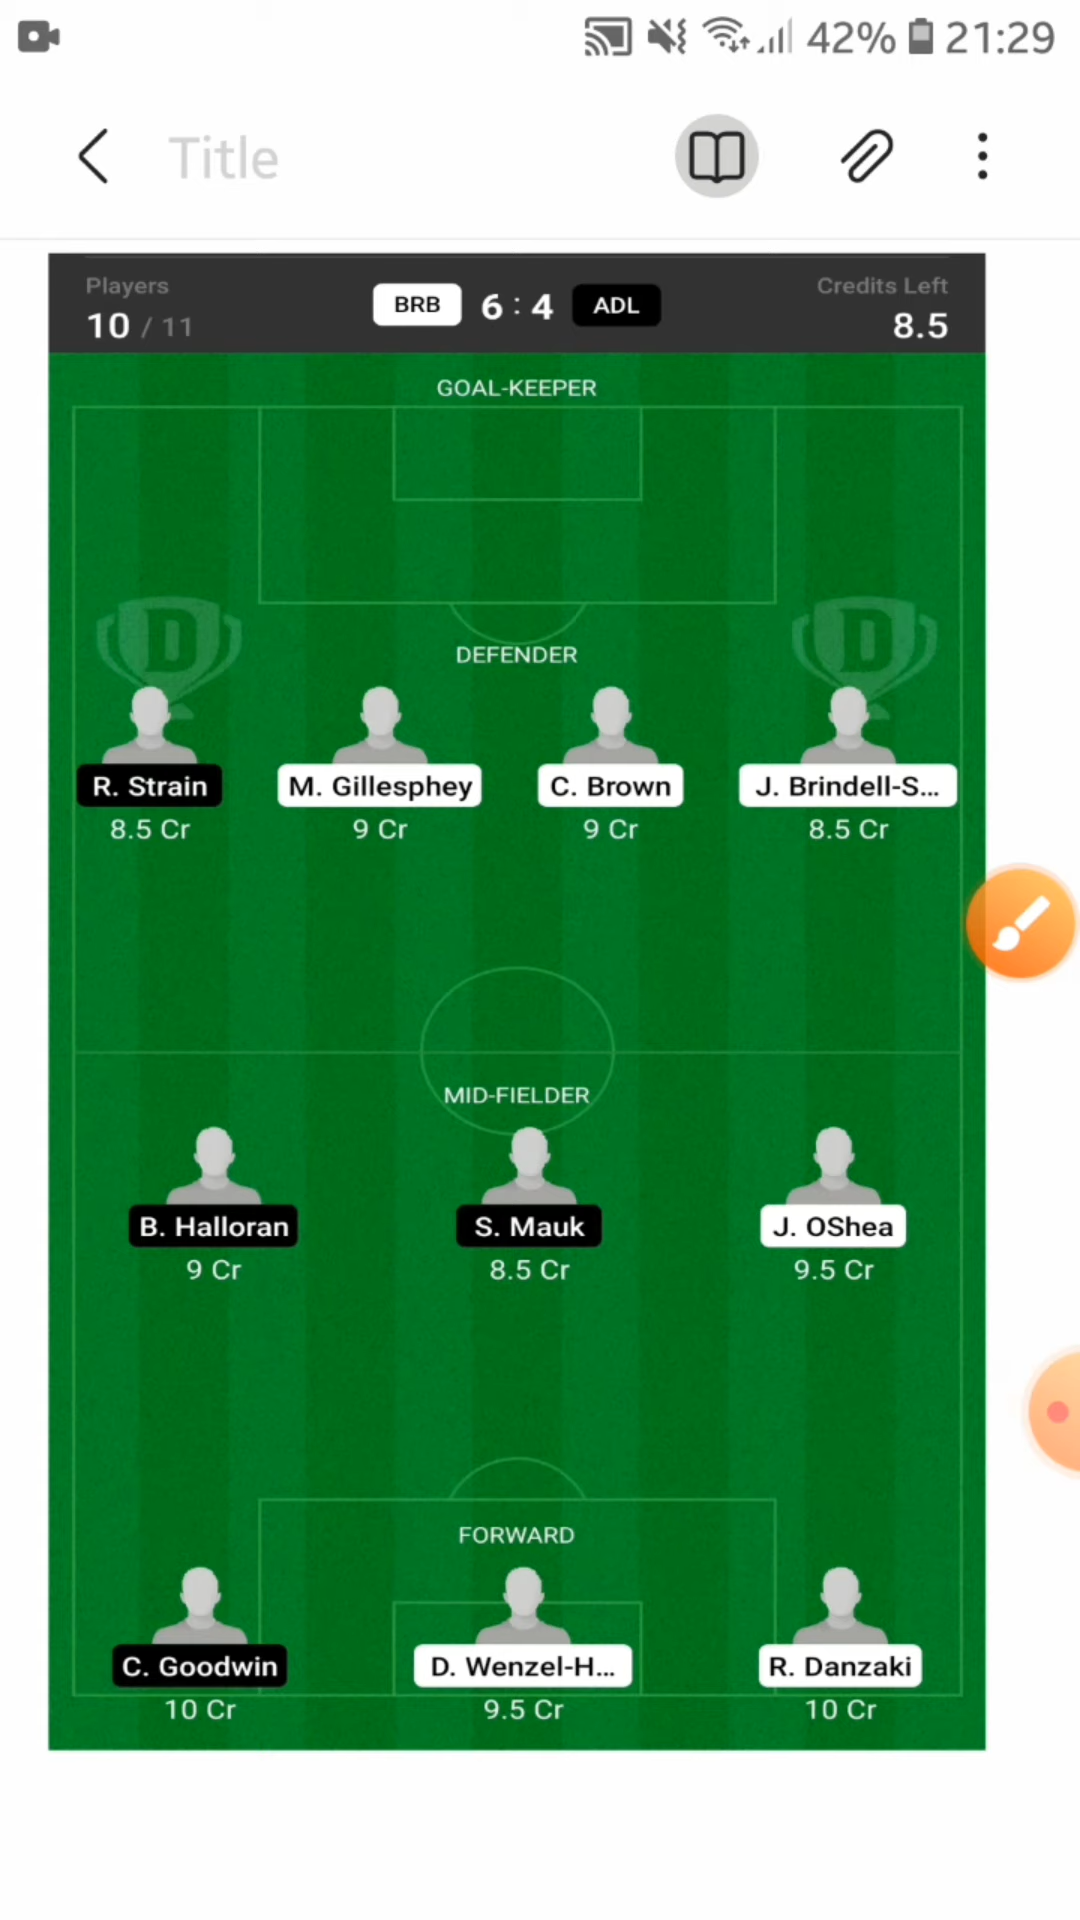 42% 21:29
Title
Players
Credits Left
10 / 11
BRB 6 : 4 ADL
8.5
GOAL-KEEPER
D D
DEFENDER
R. Strain M. Gillesphey C. Brown J. Brindell-S...
8.5 Cr 9 Cr 9 Cr 8.5 Cr
MID-FIELDER
B. Halloran S. Mauk J. OShea
9 Cr 8.5 Cr 9.5 Cr
FORWARD
C. Goodwin D. Wenzel-H... R. Danzaki
10 Cr 9.5 Cr 10 Cr